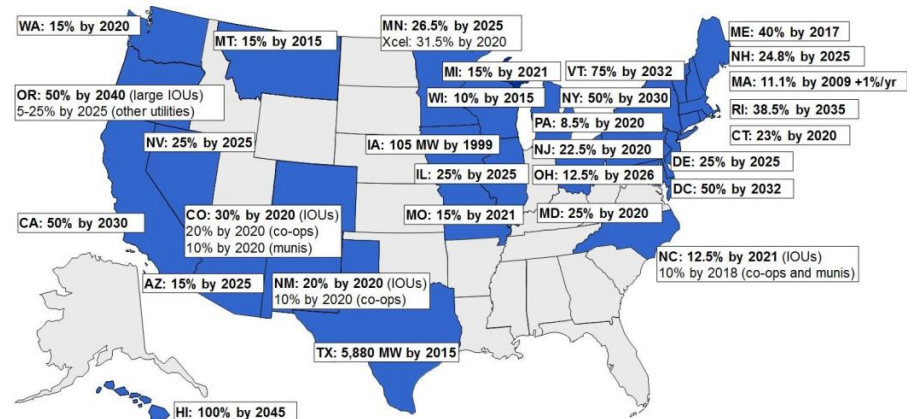 WA: 15% by 2020
MT: 15% by 2015
MN: 26.5% by 2025
Xcel: 31.5% by 2020
ME: 40% by 2017
NH: 24.8% by 2025
MI: 15% by 2021
VT: 75% by 2032
MA: 11.1% by 2009 +1%/yr
OR: 50% by 2040 (large IOUs)
5-25% by 2025 (other utilities)
WI: 10% by 2015
NY: 50% by 2030
RI: 38.5% by 2035
PA: 8.5% by 2020
CT: 23% by 2020
NV: 25% by 2025
IA: 105 MW by 1999
NJ: 22.5% by 2020
DE: 25% by 2025
IL: 25% by 2025
OH: 12.5% by 2026
DC: 50% by 2032
CA: 50% by 2030
CO: 30% by 2020 (IOUs)
20% by 2020 (co-ops)
10% by 2020 (munis)
MO: 15% by 2021
MD: 25% by 2020
NC: 12.5% by 2021 (IOUs)
10% by 2018 (co-ops and munis)
AZ: 15% by 2025
NM: 20% by 2020 (IOUs)
10% by 2020 (co-ops)
TX: 5,880 MW by 2015
HI: 100% by 2045